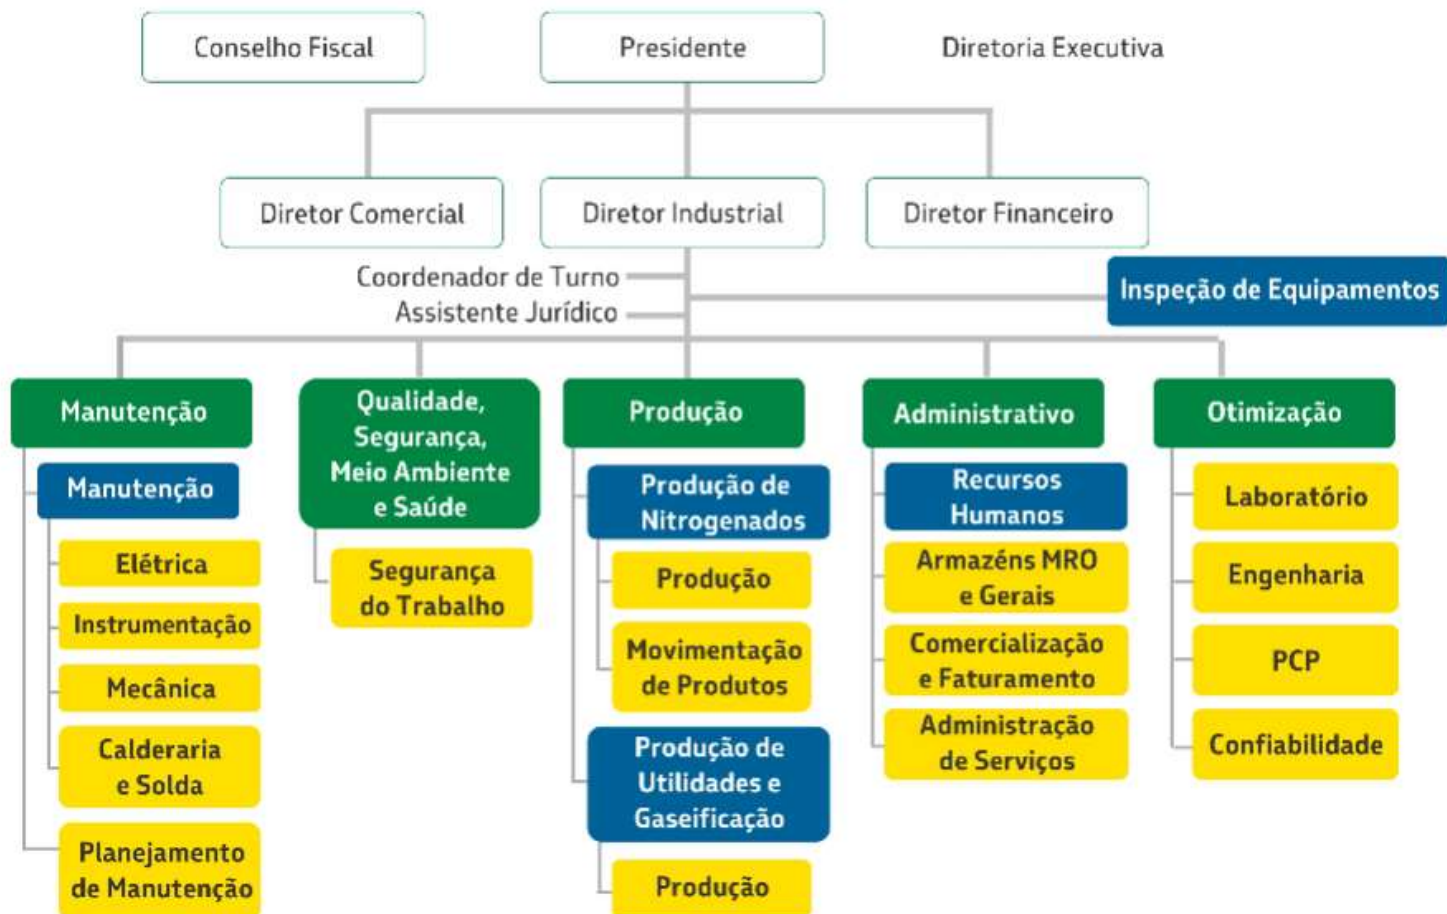 Conselho Fiscal
Presidente
Diretoria Executiva
Diretor Comercial
Diretor Industrial
Diretor Financeiro
Coordenador de Turno
Assistente Jurídico
Inspeção de Equipamentos
Manutenção
Manutenção
Elétrica
Instrumentação
Mecânica
Calderaria
e Solda
Planejamento
de Manutenção
Qualidade,
Segurança,
Meio Ambiente
e Saúde
Segurança
do Trabalho
Produção
Produção de
Nitrogenados
Produção
Movimentação
de Produtos
Produção de
Utilidades e
Gaseificação
Produção
Administrativo
Recursos
Humanos
Armazéns MRO
e Gerais
Comercialização
e Faturamento
Administração
de Serviços
Otimização
Laboratório
Engenharia
PCP
Confiabilidade